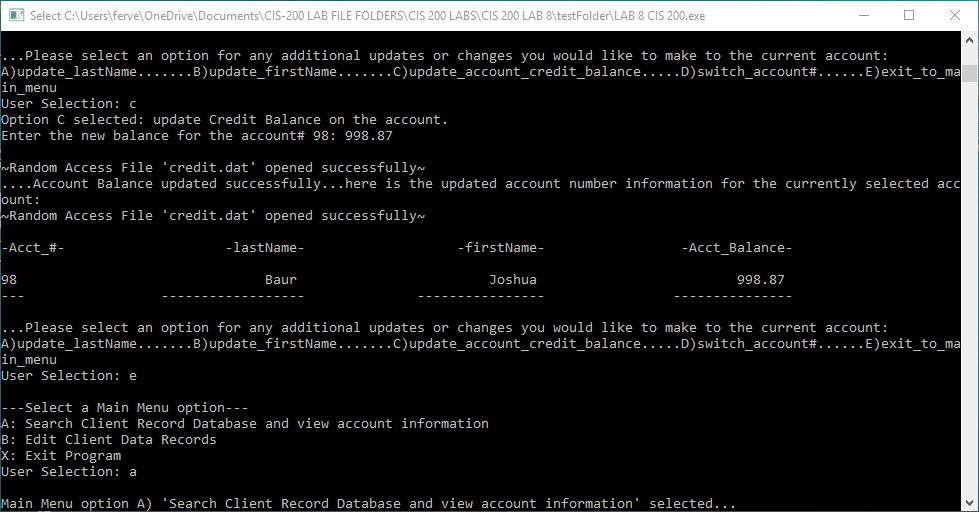 Select C:\Users\ferve\OneDrive\Documents\CIS-200 LAB FILE FOLDERS\CIS 200 LABS\CIS 200 LAB 8\testFolder\LAB 8 CIS 200.exe
...Please select an option for any additional updates or changes you would like to make to the current account:
A)update_lastName.......B)update_firstName.......C)update_account_credit_balance.....D)switch_account#......E)exit_to_ma
in_menu
User Selection: c
Option C selected: update Credit Balance on the account.
Enter the new balance for the account# 98: 998.87
~Random Access File 'credit.dat' opened successfully~
....Account Balance updated successfully...here is the updated account number information for the currently selected acc
ount:
~Random Access File 'credit.dat' opened successfully~
-Acct_#-                    -lastName-                   -firstName-                 -Acct_Balance-
98                               Baur                        Joshua                         998.87
---                 ------------------              ----------------                ---------------
...Please select an option for any additional updates or changes you would like to make to the current account:
A)update_lastName.......B)update_firstName.......C)update_account_credit_balance.....D)switch_account#......E)exit_to_ma
in_menu
User Selection: e
---Select a Main Menu option---
A: Search Client Record Database and view account information
B: Edit Client Data Records
X: Exit Program
User Selection: a
Main Menu option A) 'Search Client Record Database and view account information' selected...